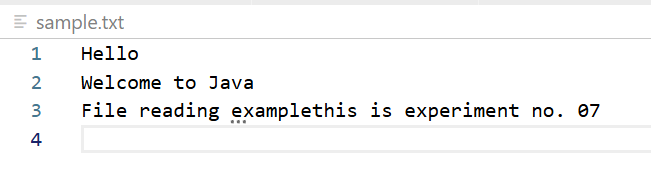 sample.txt
1 Hello
2 Welcome to Java
3 File reading examplethis is experiment no. 07
4